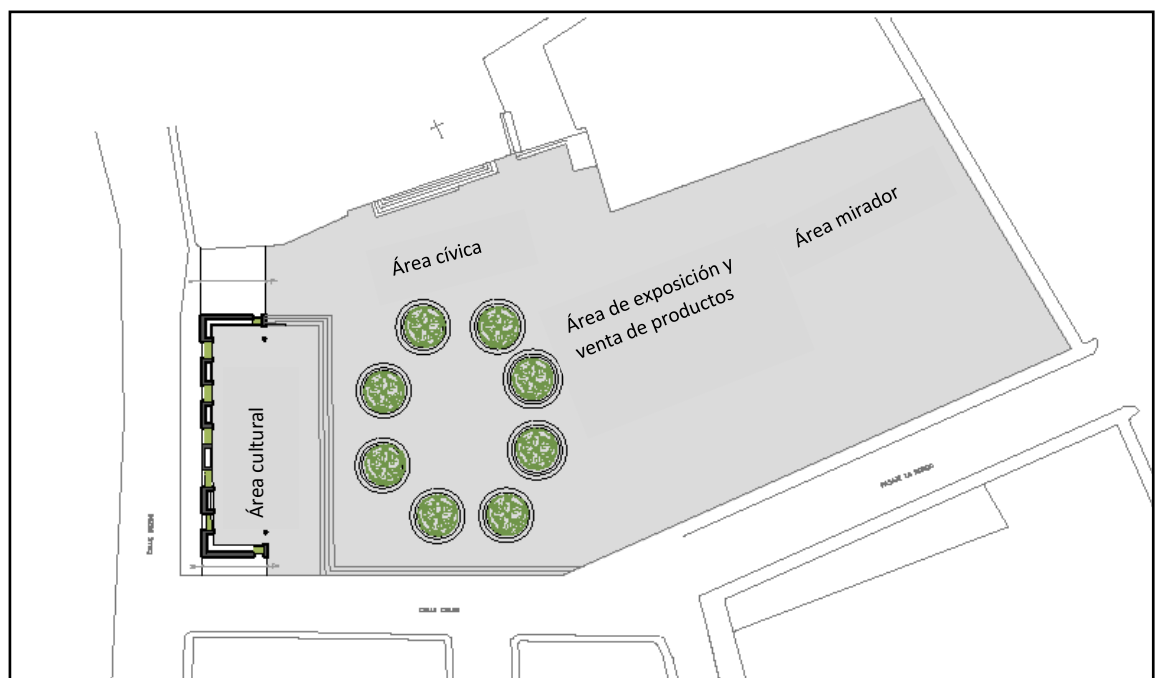 Área cívica
Área mirador
Área de exposición y
venta de productos
Área cultural